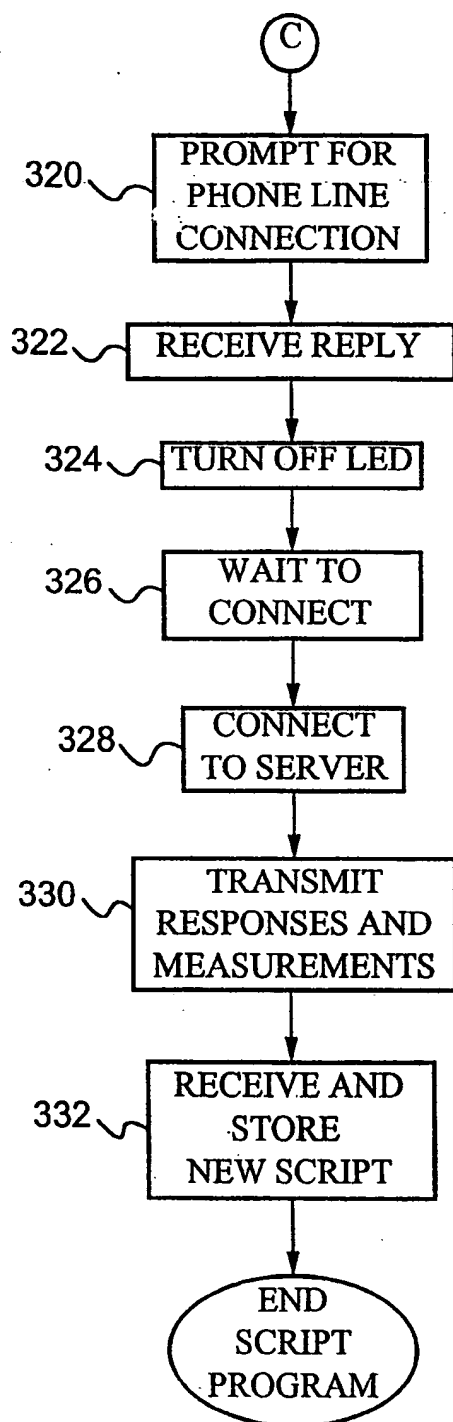 C
320
PROMPT FOR
PHONE LINE
CONNECTION
322
RECEIVE REPLY
324
TURN OFF LED
326
WAIT TO
CONNECT
328
CONNECT
TO SERVER
330
TRANSMIT
RESPONSES AND
MEASUREMENTS
332
RECEIVE AND
STORE
NEW SCRIPT
END
SCRIPT
PROGRAM